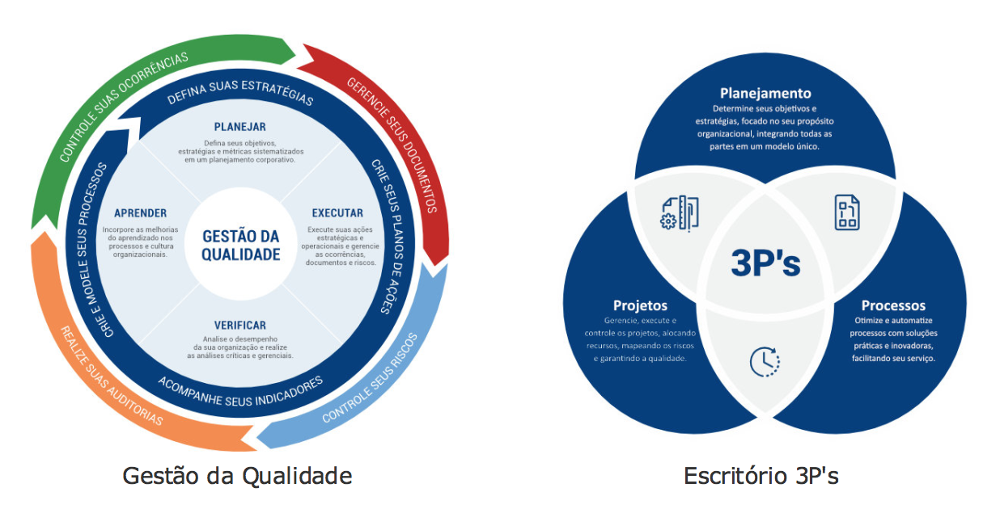 CONTROLE SUAS OCORRÊNCIAS
GERENCIE SEUS DOCUMENTOS
CONTROLE SEUS RISCOS
REALIZE SUAS AUDITORIAS
DEFINA SUAS ESTRATÉGIAS
CRIE SEUS PLANOS DE AÇÕES
ACOMPANHE SEUS INDICADORES
CRIE E MODELE SEUS PROCESSOS
PLANEJAR
Defina seus objetivos,
estratégias e métricas sistematizados
em um planejamento corporativo.
EXECUTAR
Execute suas ações
estratégicas e
operacionais e gerencie
as ocorrências,
documentos e riscos.
VERIFICAR
Analise o desempenho
da sua organização e realize
as análises críticas e gerenciais.
APRENDER
Incorpore as melhorias
do aprendizado nos
processos e cultura
organizacionais.
GESTÃO DA
QUALIDADE
Gestão da Qualidade
Planejamento
Determine seus objetivos e
estratégias, focado no seu propósito
organizacional, integrando todas as
partes em um modelo único.
3P's
Projetos
Gerencie, execute e
controle os projetos, alocando
recursos, mapeando os riscos
e garantindo a qualidade.
Processos
Otimize e automatize
processos com soluções
práticas e inovadoras,
facilitando seu serviço.
Escritório 3P's